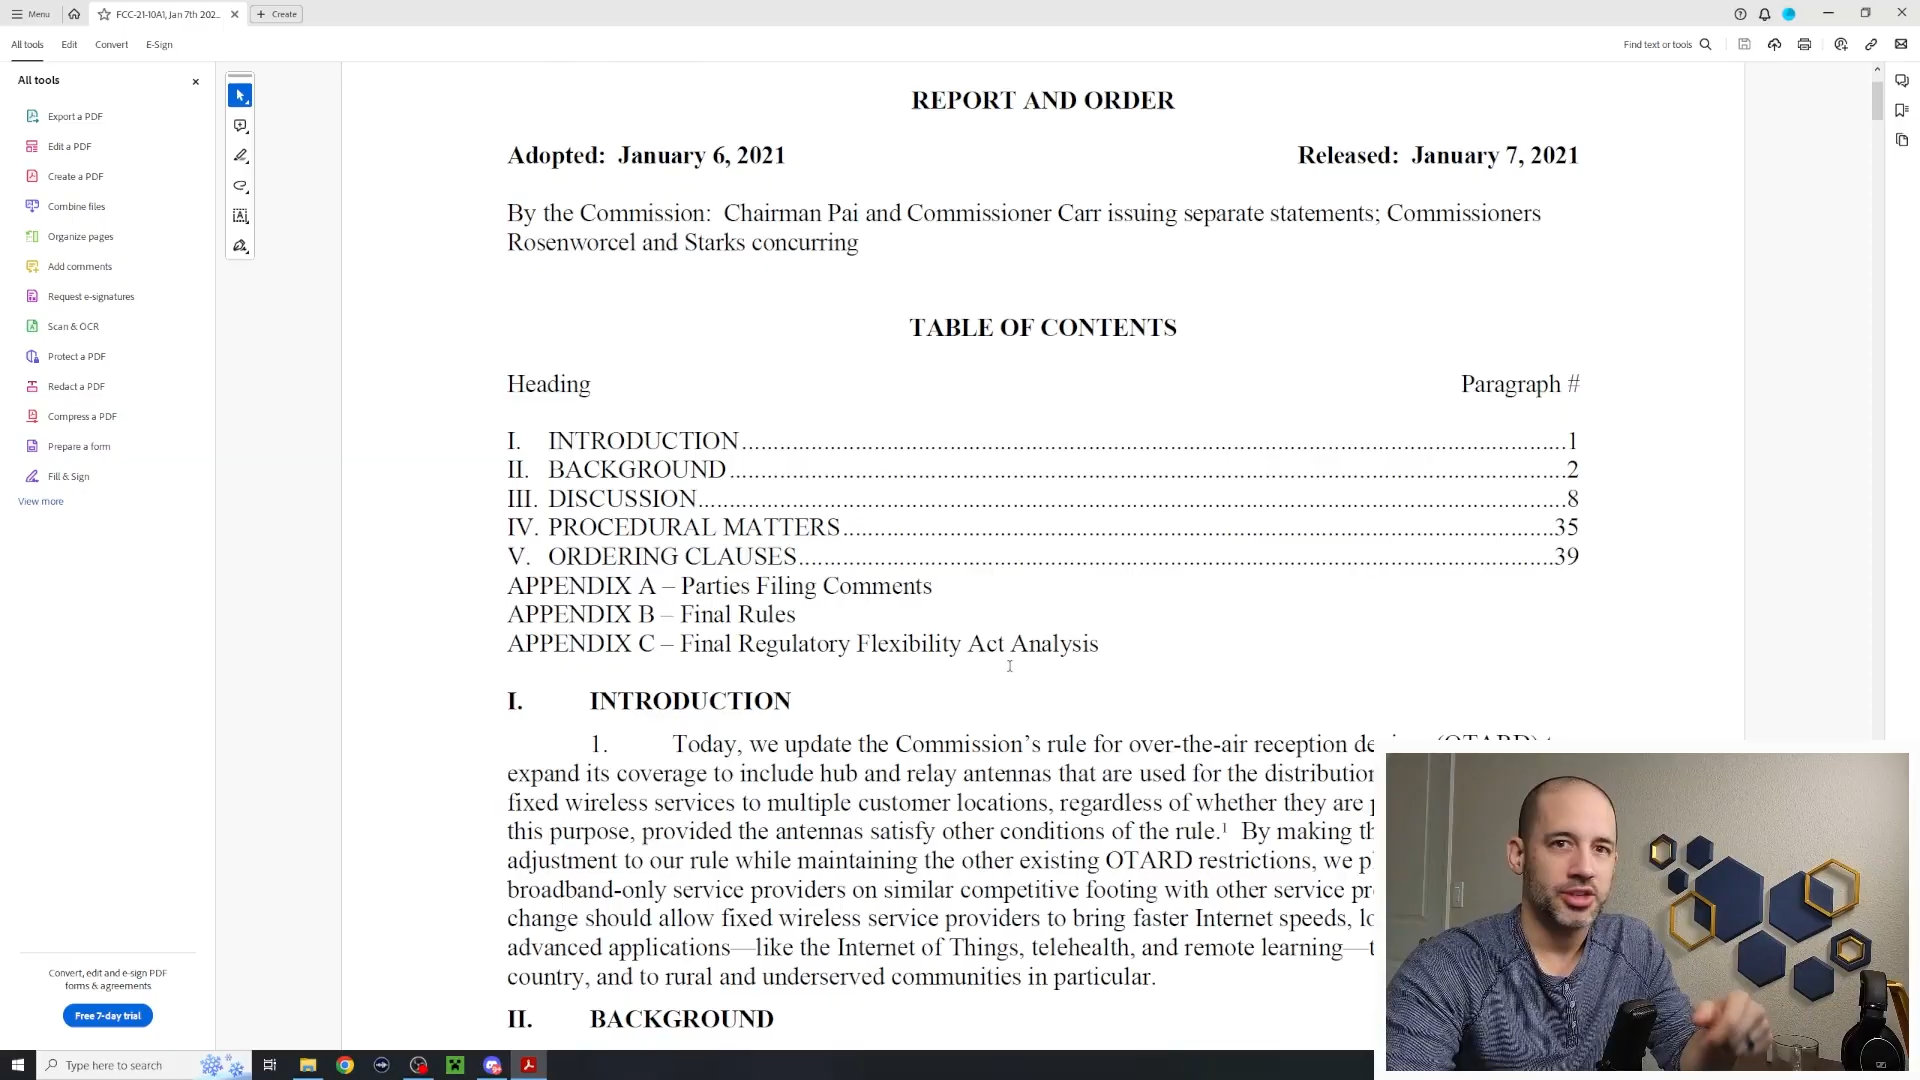 Menu
FCC-21-10A1, Jan 7th 202...
Create
All tools
Edit
Convert
E-Sign
Find text or tools
All tools
Export a PDF
Edit a PDF
Create a PDF
Combine files
Organize pages
Add comments
Request e-signatures
Scan & OCR
Protect a PDF
Redact a PDF
Compress a PDF
Prepare a form
Fill & Sign
View more
Convert, edit and e-sign PDF
forms & agreements
Free 7-day trial
REPORT AND ORDER
Adopted: January 6, 2021 Released: January 7, 2021
By the Commission: Chairman Pai and Commissioner Carr issuing separate statements; Commissioners
Rosenworcel and Starks concurring
TABLE OF CONTENTS
Heading Paragraph #
I. INTRODUCTION 1
II. BACKGROUND 2
III. DISCUSSION 8
IV. PROCEDURAL MATTERS 35
V. ORDERING CLAUSES 39
APPENDIX A – Parties Filing Comments
APPENDIX B – Final Rules
APPENDIX C – Final Regulatory Flexibility Act Analysis
I. INTRODUCTION
1. Today, we update the Commission's rule for over-the-air reception (OTARD)
expand its coverage to include hub and relay antennas that are used for the distribution
fixed wireless services to multiple customer locations, regardless of whether they are
this purpose, provided the antennas satisfy other conditions of the rule.1 By making
adjustment to our rule while maintaining the other existing OTARD restrictions, we
broadband-only service providers on similar competitive footing with other service
change should allow fixed wireless service providers to bring faster Internet speeds,
advanced applications—like the Internet of Things, telehealth, and remote learning—
country, and to rural and underserved communities in particular.
II. BACKGROUND
Type here to search